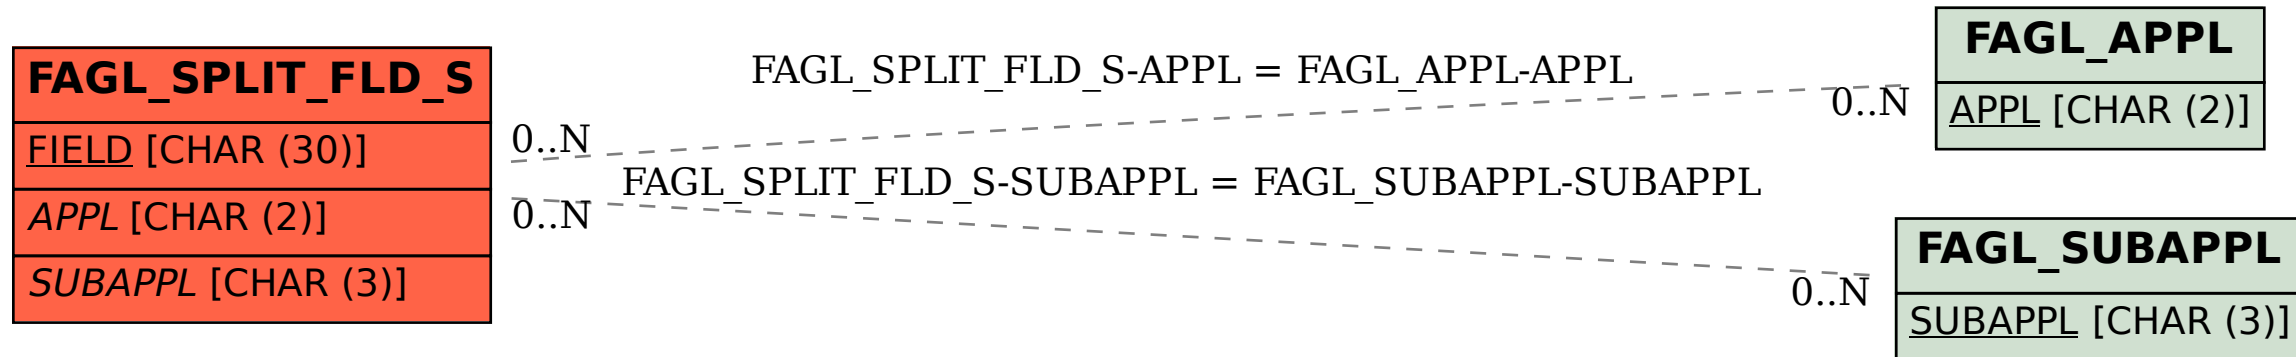 FAGL_SPLIT_FLD_S
FIELD [CHAR (30)]
APPL [CHAR (2)]
SUBAPPL [CHAR (3)]
FAGL_SPLIT_FLD_S-APPL = FAGL_APPL-APPL
0..N
0..N
FAGL_SPLIT_FLD_S-SUBAPPL = FAGL_SUBAPPL-SUBAPPL
0..N
0..N
FAGL_APPL
APPL [CHAR (2)]
FAGL_SUBAPPL
SUBAPPL [CHAR (3)]